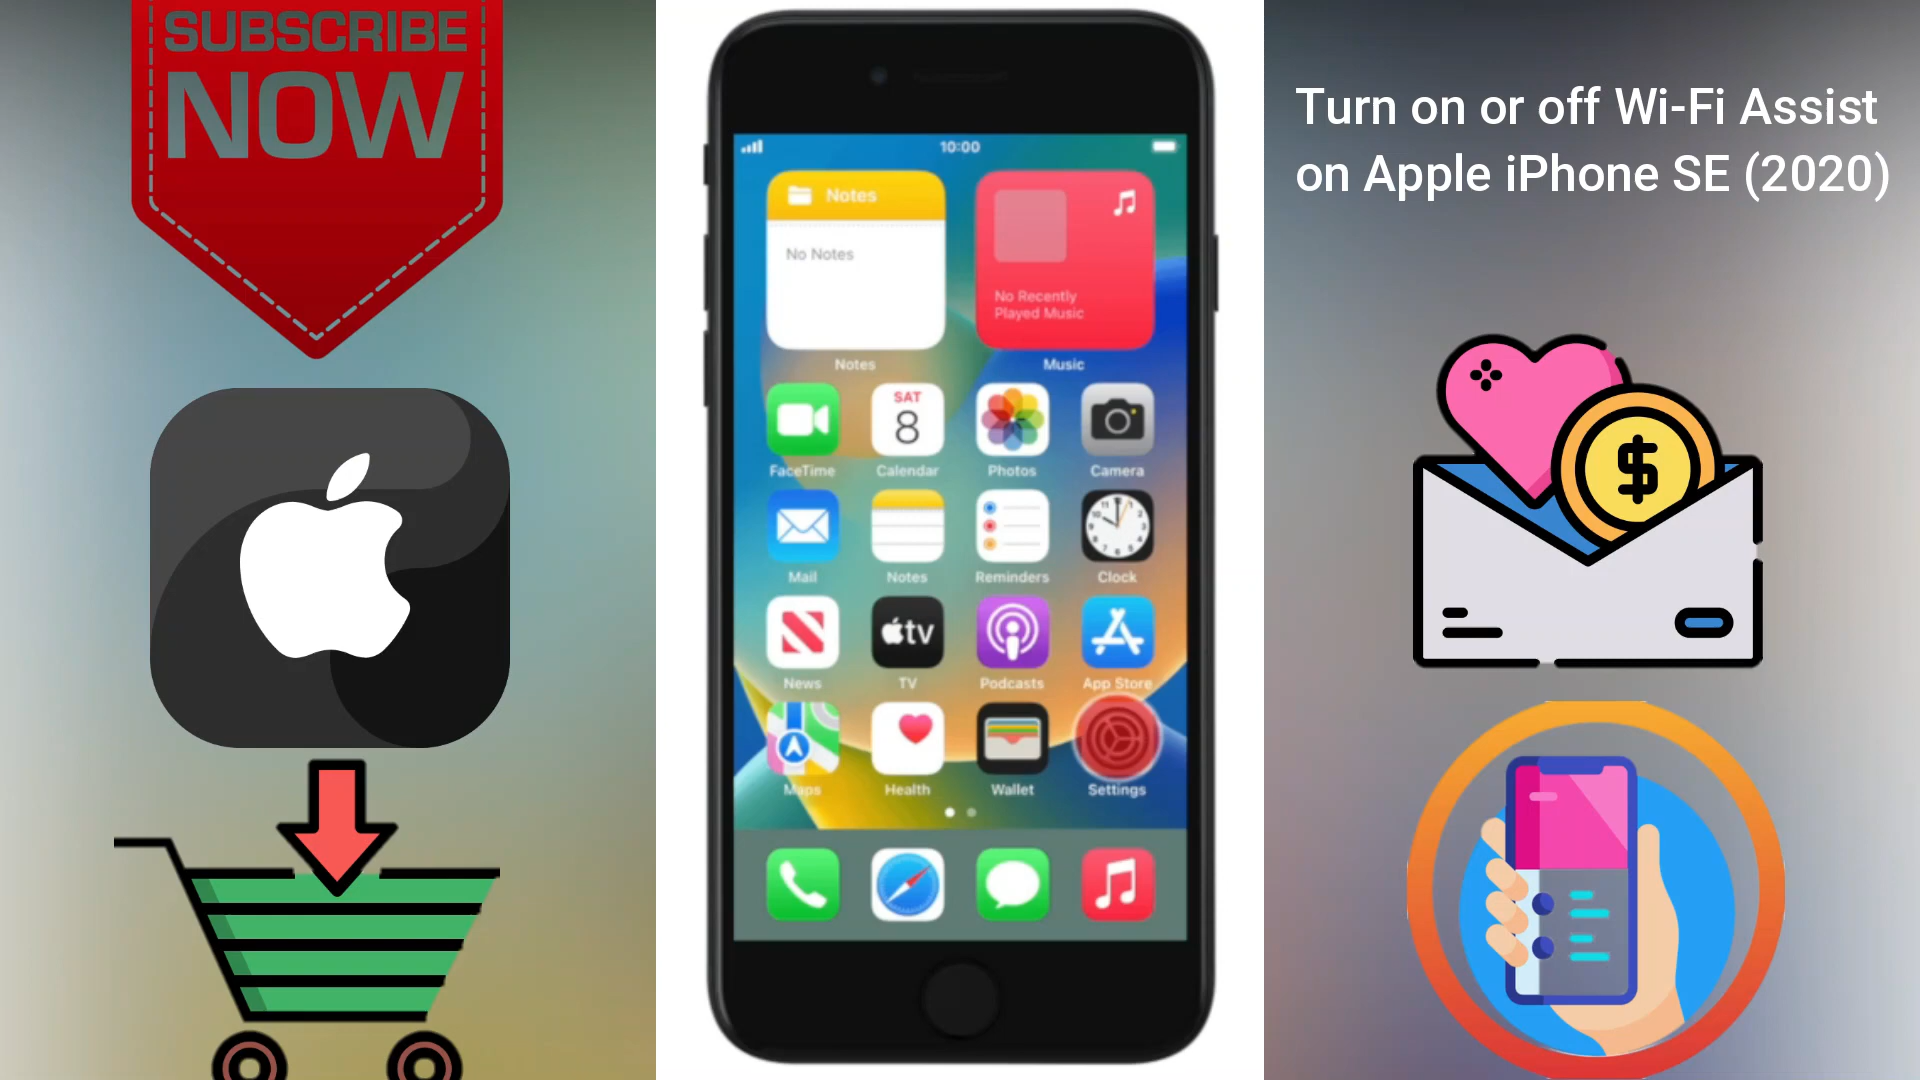 SUBSCRIBE
NOW
10:00
Notes
No Notes
No Recently
Played Music
Notes
Music
SAT
8
FaceTime
Calendar
Photos
Camera
Mail
Notes
Reminders
Clock
tv
News
TV
Podcasts
App Store
Maps
Health
Wallet
Settings
Turn on or off Wi-Fi Assist
on Apple iPhone SE (2020)
$